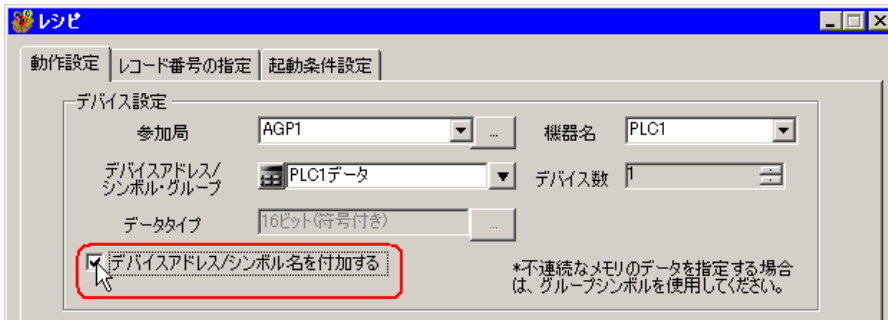 レシピ
動作設定 レコード番号の指定 起動条件設定
デバイス設定
参加局 AGP1 ... 機器名 PLC1
デバイスアドレス/
シンボル・グループ PLC1データ デバイス数 1
データタイプ 16ビット(符号付き) ...
デバイスアドレス/シンボル名を付加する
*不連続なメモリのデータを指定する場合
は、グループシンボルを使用してください。